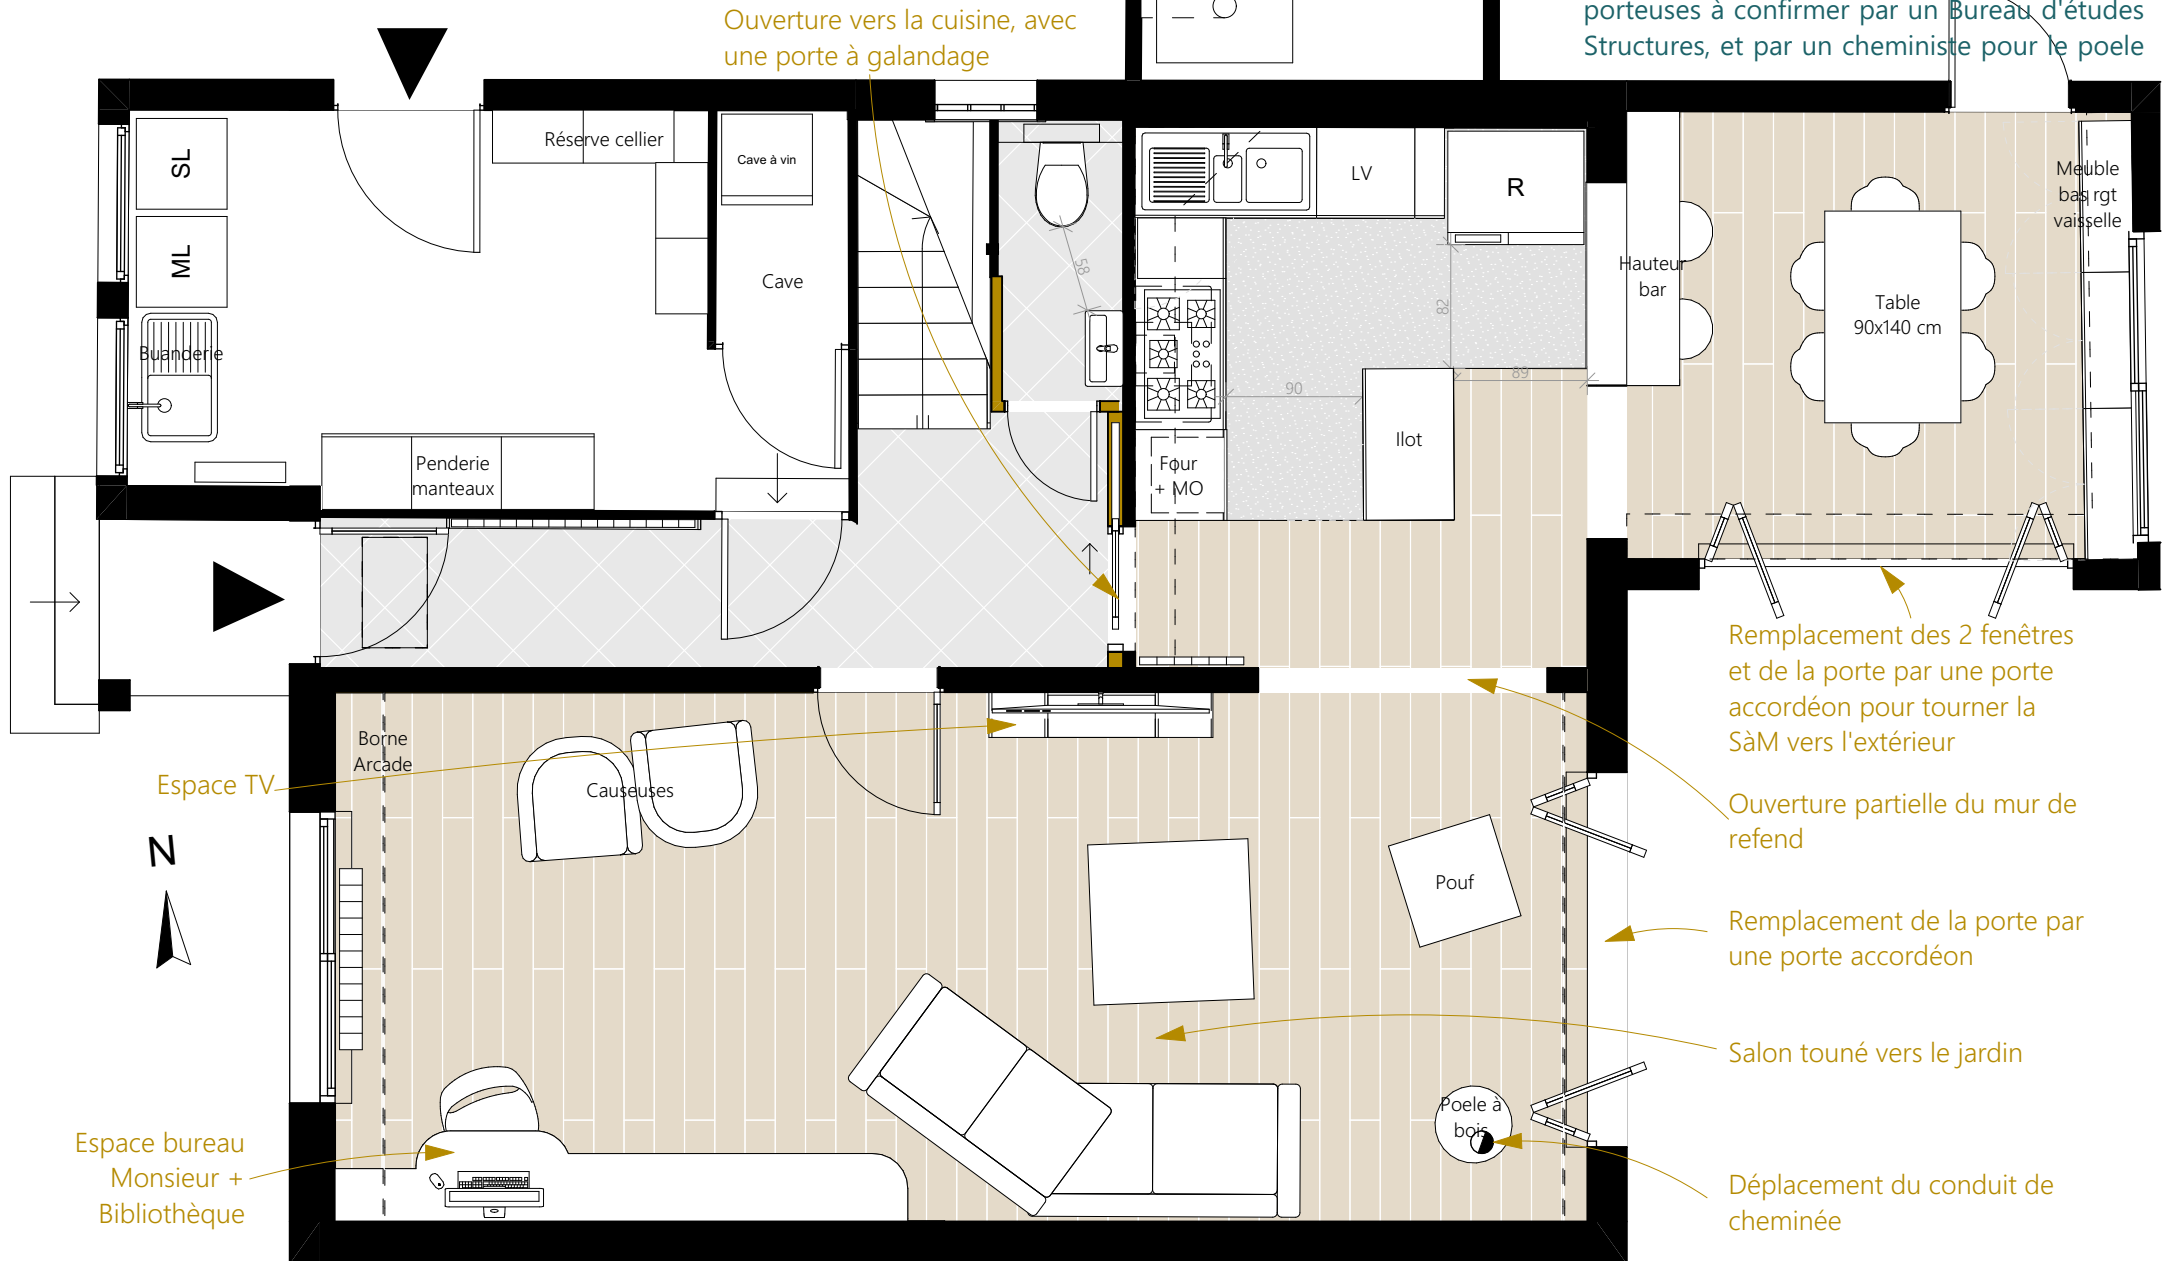 Ouverture vers la cuisine, avec
une porte à galandage
porteuses à confirmer par un Bureau d'études
Structures, et par un cheministe pour le poele
SL
ML
Buanderie
Réserve cellier
Cave à vin
Cave
Penderie
manteaux
58
LV
R
82
89
90
Ilot
Four
+ MO
Hauteur
bar
Table
90x140 cm
Meuble
bas rgt
vaisselle
Remplacement des 2 fenêtres
et de la porte par une porte
accordéon pour tourner la
SàM vers l'extérieur
Borne
Arcade
Causeuses
Espace TV
N
Pouf
Ouverture partielle du mur de
refend
Remplacement de la porte par
une porte accordéon
Salon touné vers le jardin
Poele à
bois
Déplacement du conduit de
cheminée
Espace bureau
Monsieur +
Bibliothèque